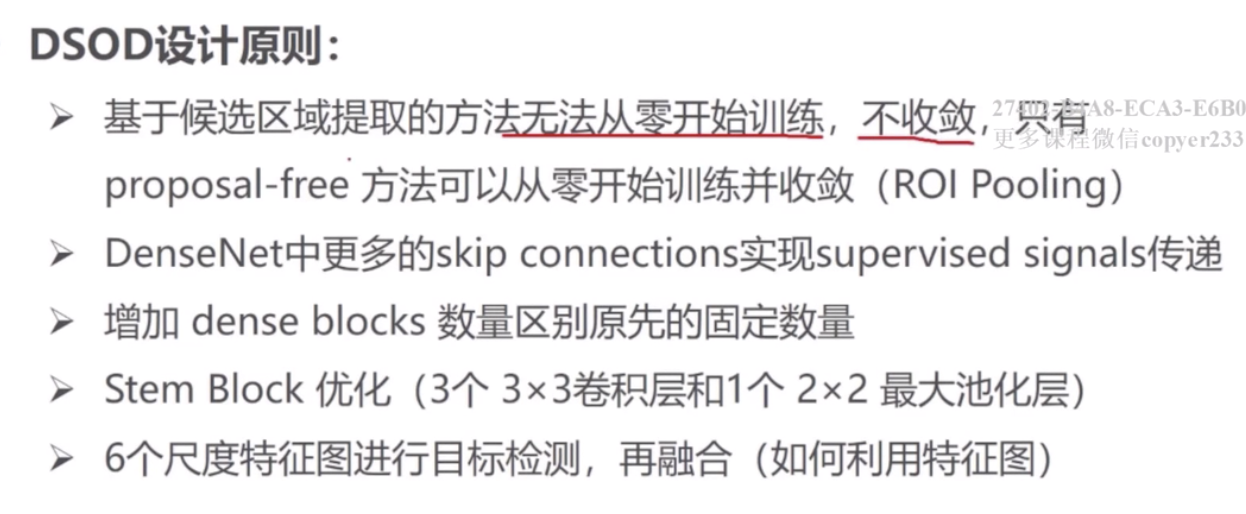 DSOD设计原则：
➢ 基于候选区域提取的方法无法从零开始训练，不收敛，只有
proposal-free 方法可以从零开始训练并收敛（ROI Pooling）
➢ DenseNet中更多的skip connections实现supervised signals传递
➢ 增加 dense blocks 数量区别原先的固定数量
➢ Stem Block 优化（3个 3×3卷积层和1个 2×2 最大池化层）
➢ 6个尺度特征图进行目标检测，再融合（如何利用特征图）
更多课程微信copyer233